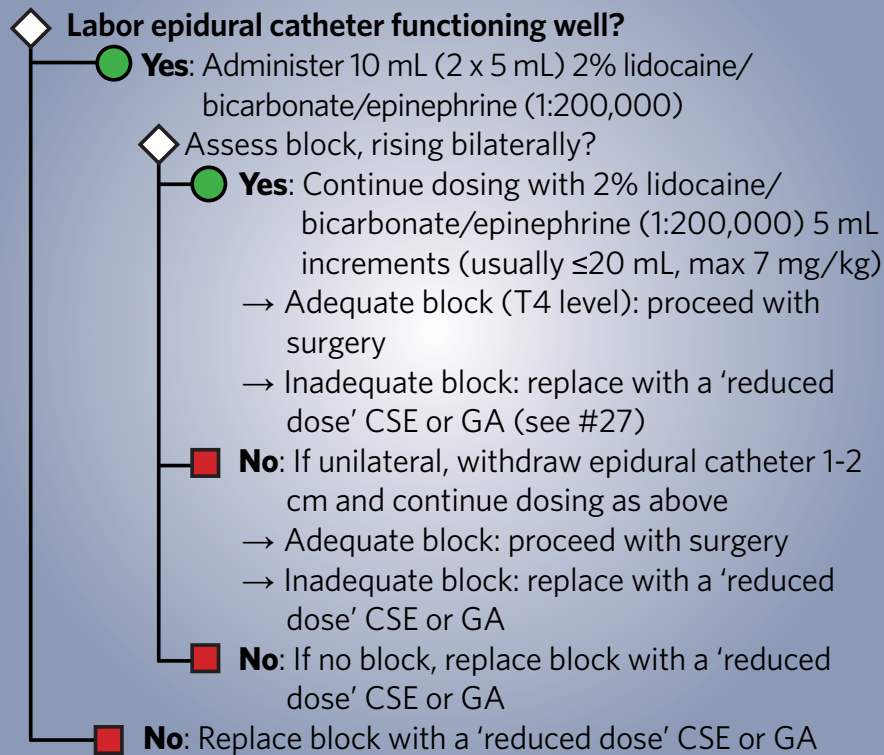 Labor epidural catheter functioning well?
Yes: Administer 10 mL (2 x 5 mL) 2% lidocaine/
bicarbonate/epinephrine (1:200,000)
Assess block, rising bilaterally?
Yes: Continue dosing with 2% lidocaine/
bicarbonate/epinephrine (1:200,000) 5 mL
increments (usually ≤20 mL, max 7 mg/kg)
→ Adequate block (T4 level): proceed with
surgery
→ Inadequate block: replace with a ‘reduced
dose’ CSE or GA (see #27)
No: If unilateral, withdraw epidural catheter 1-2
cm and continue dosing as above
→ Adequate block: proceed with surgery
→ Inadequate block: replace with a ‘reduced
dose’ CSE or GA
No: If no block, replace block with a ‘reduced
dose’ CSE or GA
No: Replace block with a ‘reduced dose’ CSE or GA